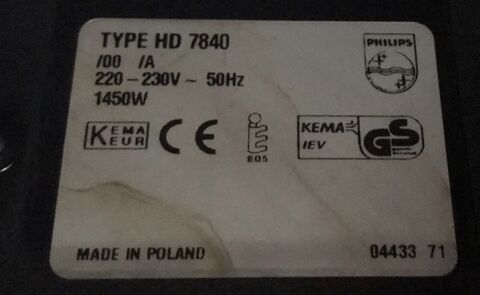 TYPE HD 7840
/00 /A
220-230V ~ 50Hz
1450W
PHILIPS
KEMA
KEUR
CE
E05
KEMA
IEV
GS
MADE IN POLAND
04433 71